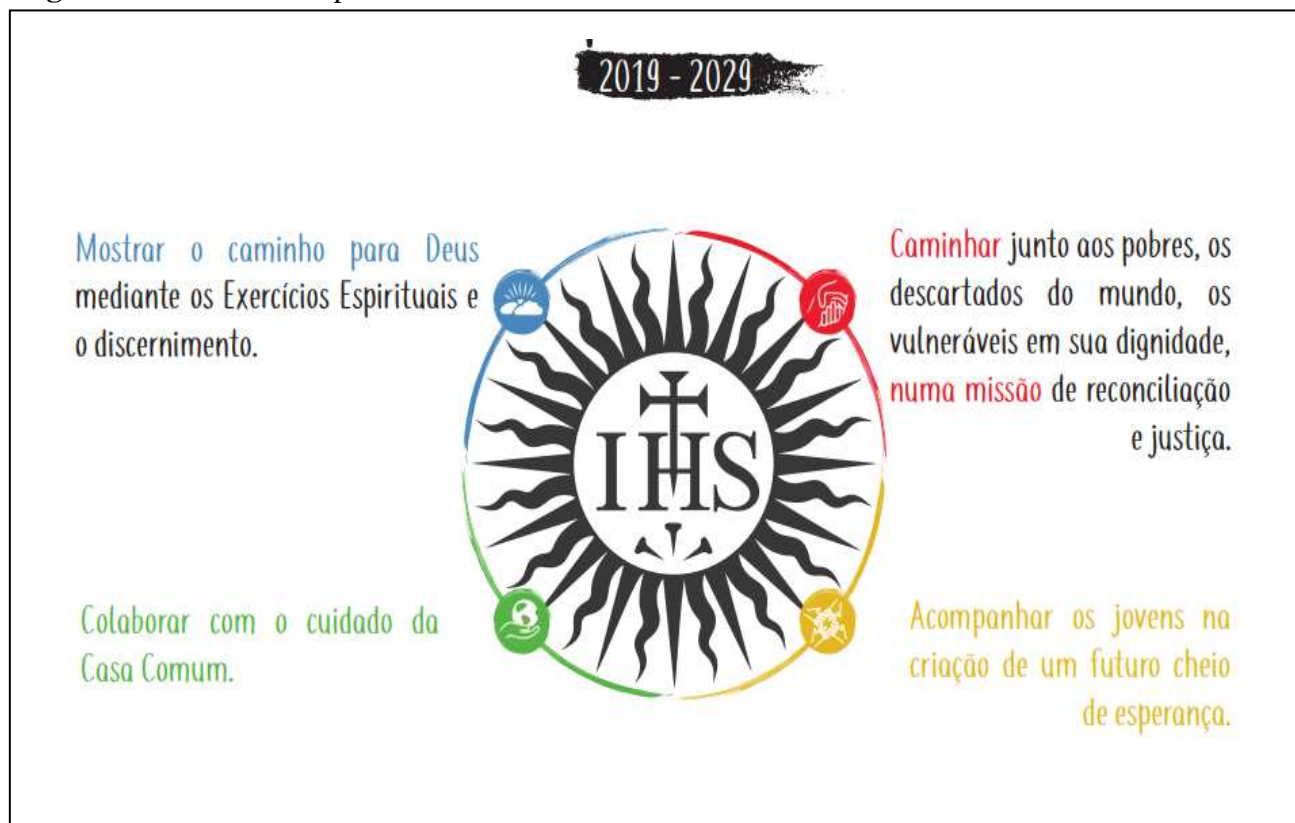 2019 - 2029
Mostrar o caminho para Deus
mediante os Exercícios Espirituais e
o discernimento.
Caminhar junto aos pobres, os
descartados do mundo, os
vulneráveis em sua dignidade,
numa missão de reconciliação
e justiça.
IHS
Colaborar com o cuidado da
Casa Comum.
Acompanhar os jovens na
criação de um futuro cheio
de esperança.